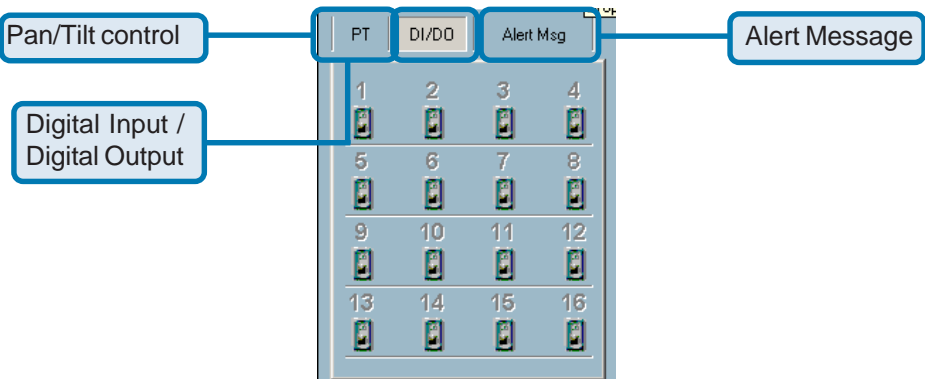 Pan/Tilt control
PT
DI/DO
Alert Msg
Alert Message
Digital Input /
Digital Output
1 2 3 4
5 6 7 8
9 10 11 12
13 14 15 16